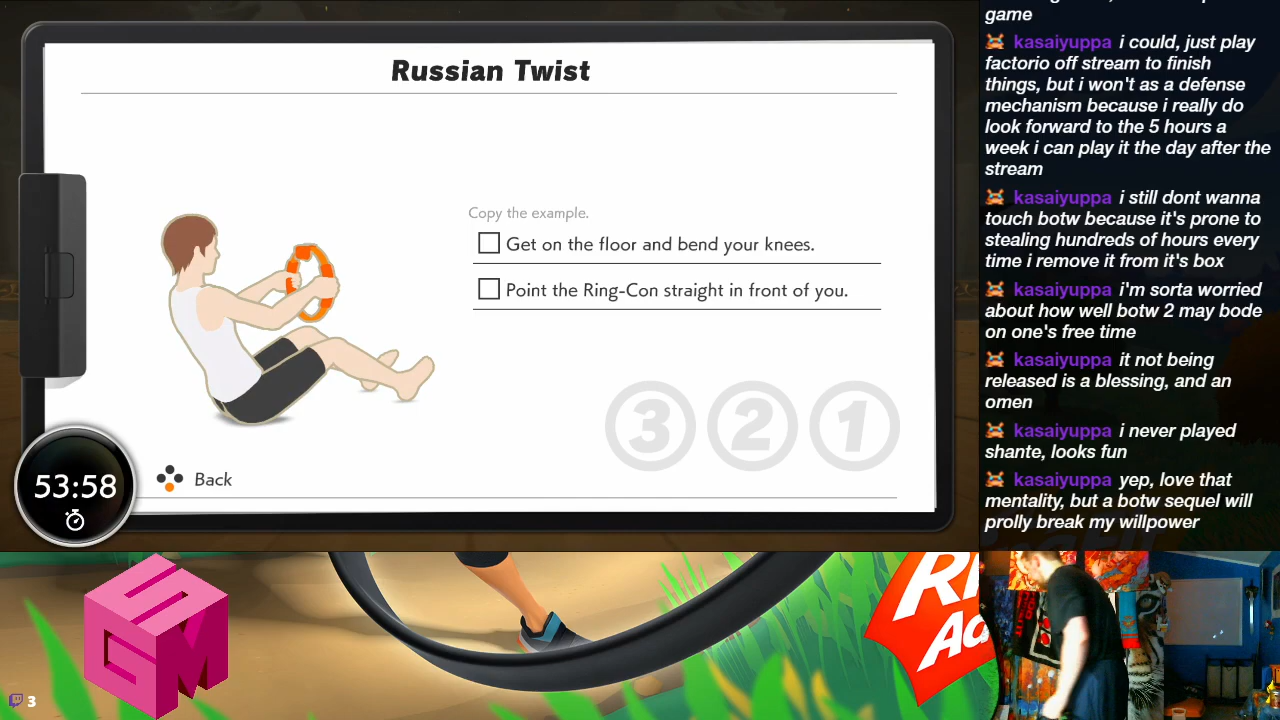 Russian Twist
Copy the example.
Get on the floor and bend your knees.
Point the Ring-Con straight in front of you.
3 2 1
53:58
Back
game
kasaiyuppa i could, just play
factorio off stream to finish
things, but i won't as a defense
mechanism because i really do
look forward to the 5 hours a
week i can play it the day after the
stream
kasaiyuppa i still dont wanna
touch botw because it's prone to
stealing hundreds of hours every
time i remove it from it's box
kasaiyuppa i'm sorta worried
about how well botw 2 may bode
on one's free time
kasaiyuppa it not being
released is a blessing, and an
omen
kasaiyuppa i never played
shante, looks fun
kasaiyuppa yep, love that
mentality, but a botw sequel will
prolly break my willpower
SGM
3